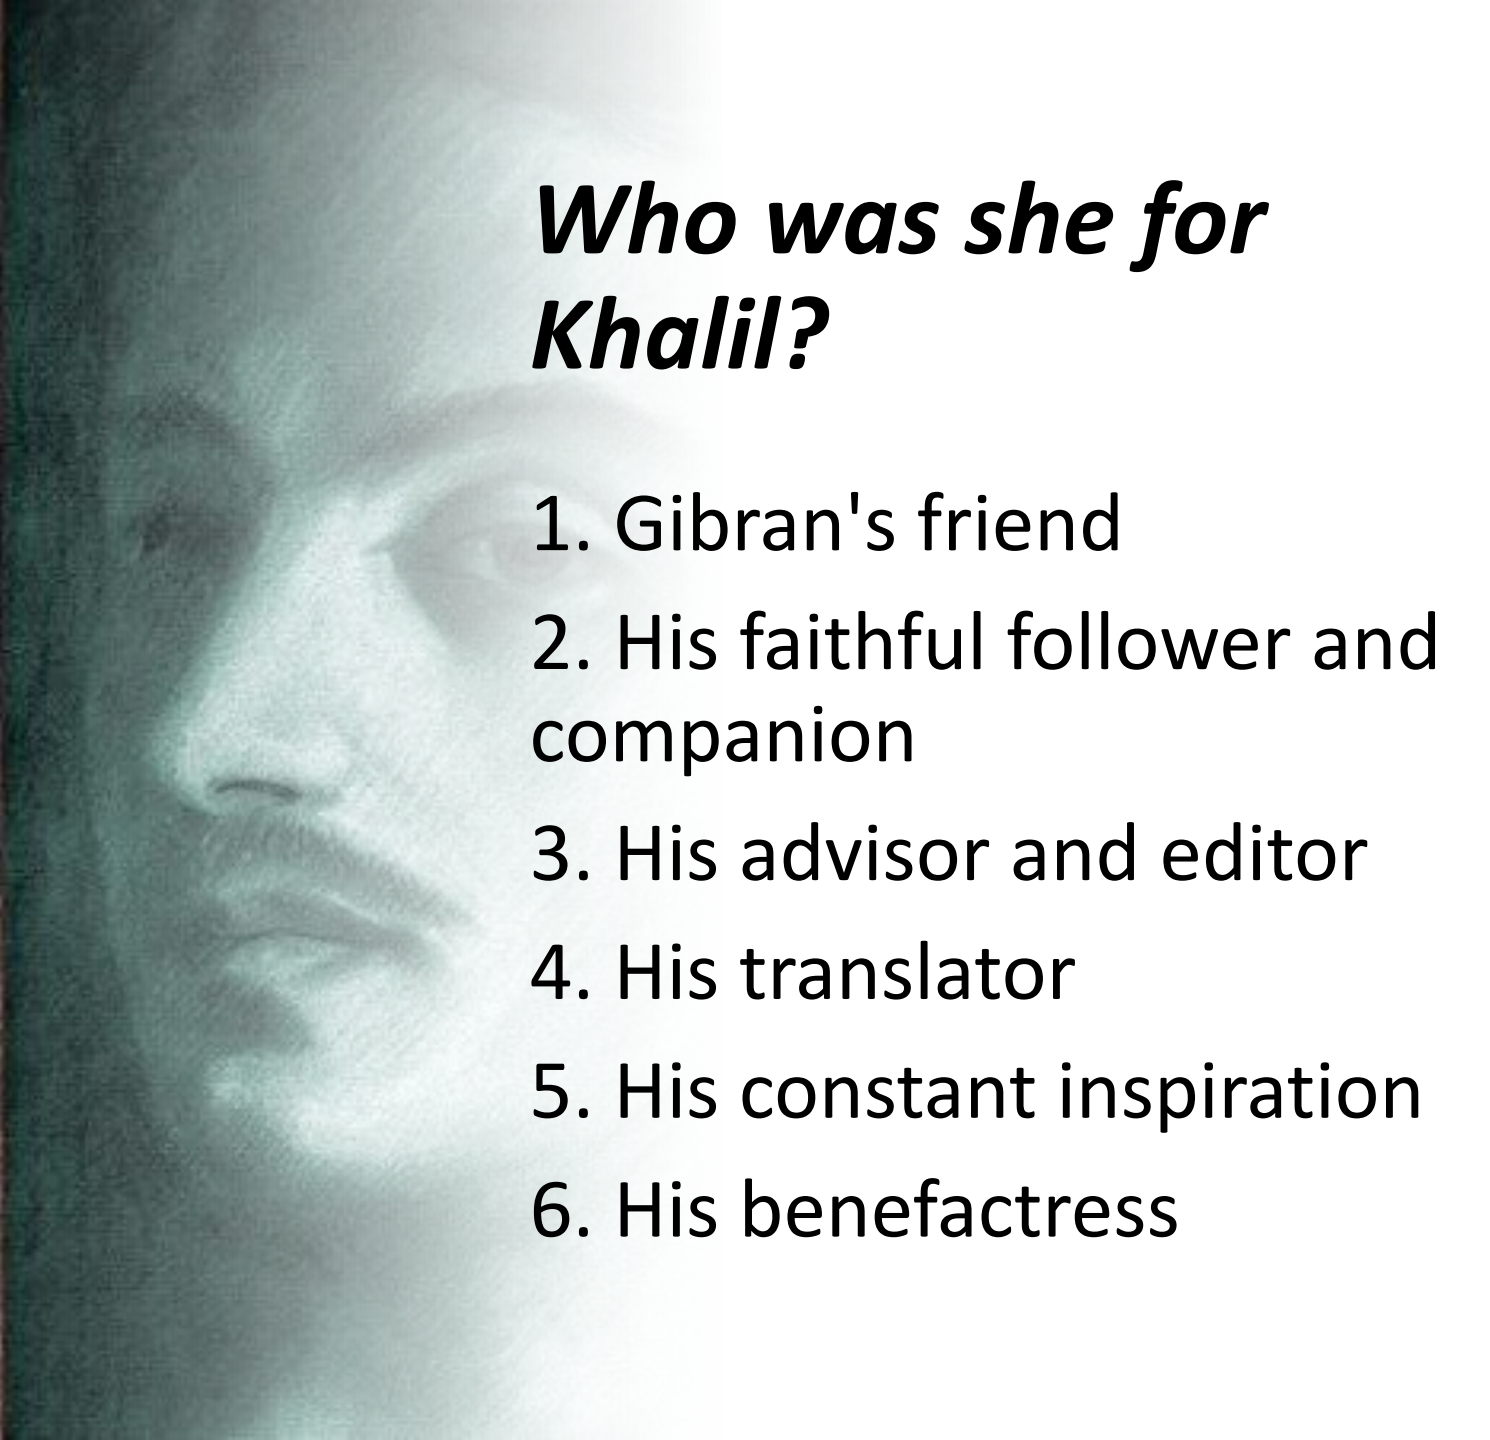 Who was she for
Khalil?
1. Gibran's friend
2. His faithful follower and
companion
3. His advisor and editor
4. His translator
5. His constant inspiration
6. His benefactress